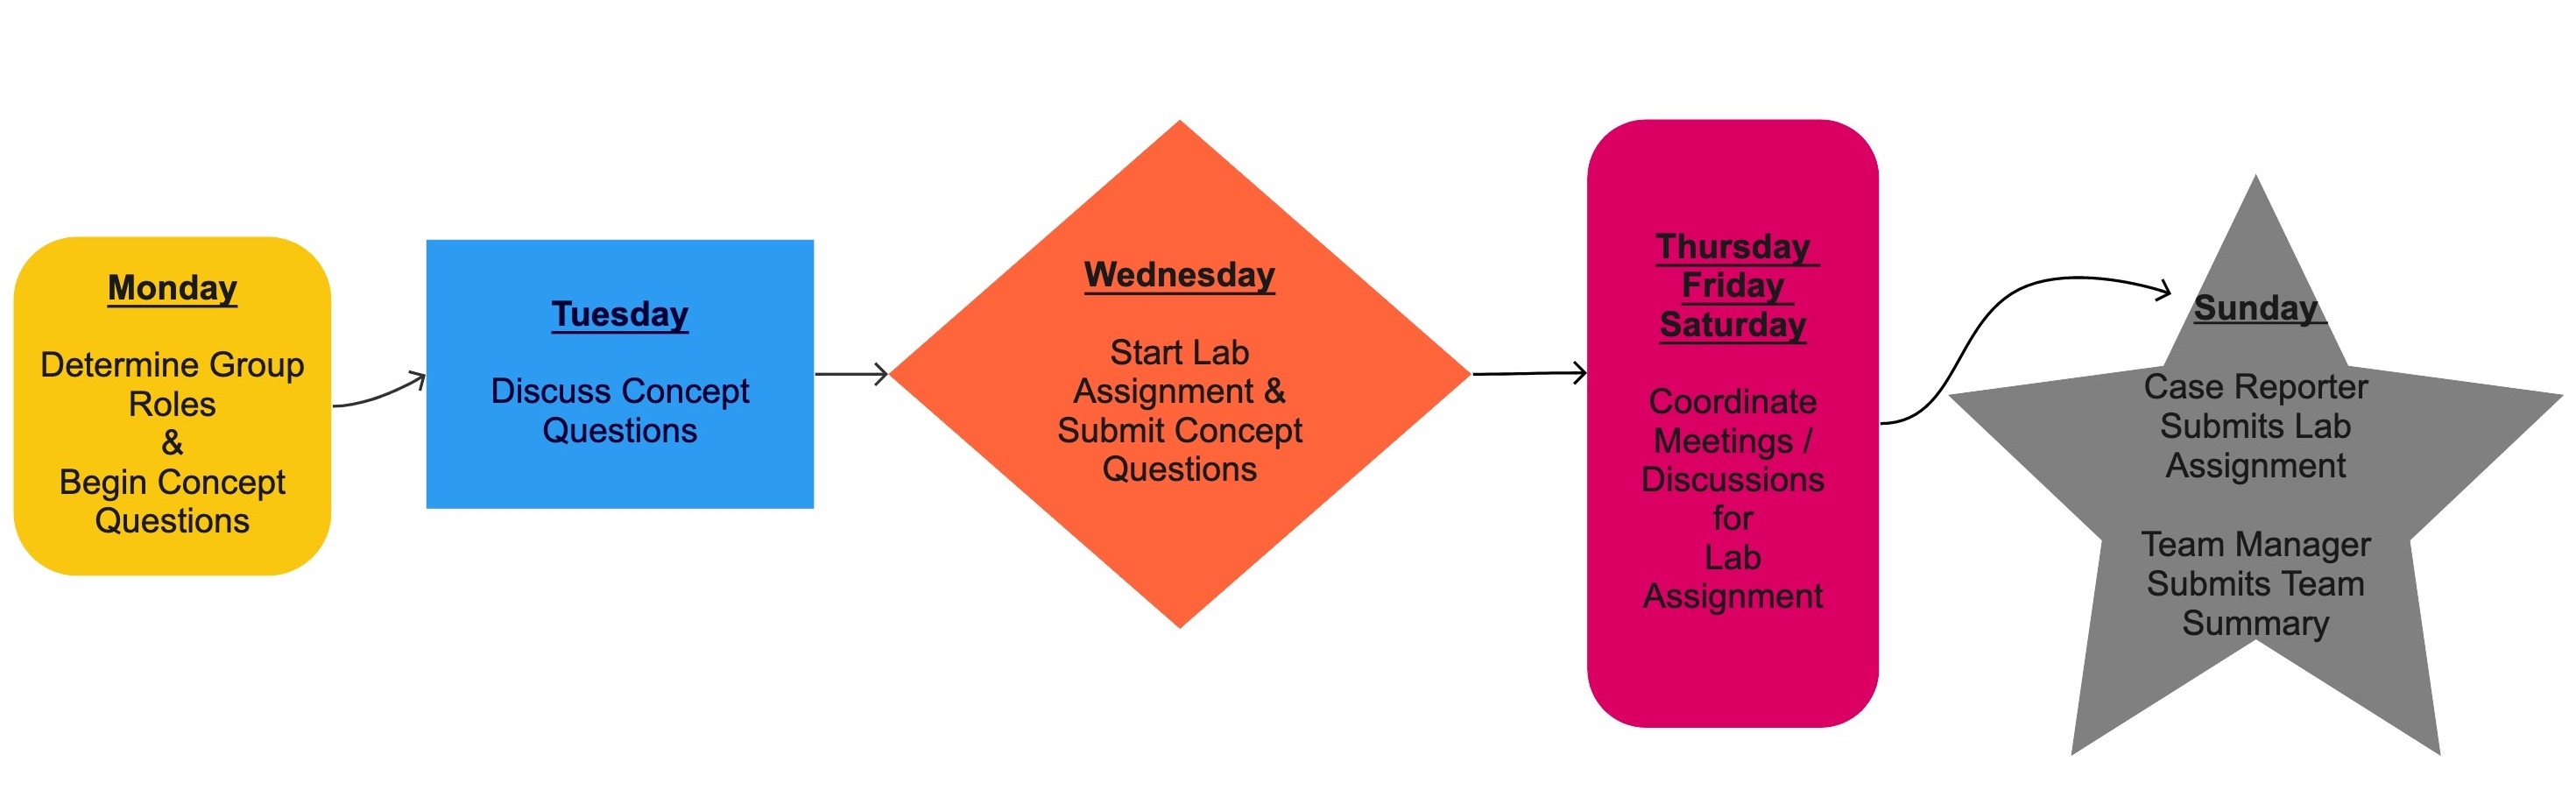 Monday
Determine Group
Roles
&
Begin Concept
Questions
Tuesday
Discuss Concept
Questions
Wednesday
Start Lab
Assignment &
Submit Concept
Questions
Thursday
Friday
Saturday
Coordinate
Meetings /
Discussions
for
Lab
Assignment
Sunday
Case Reporter
Submits Lab
Assignment
Team Manager
Submits Team
Summary